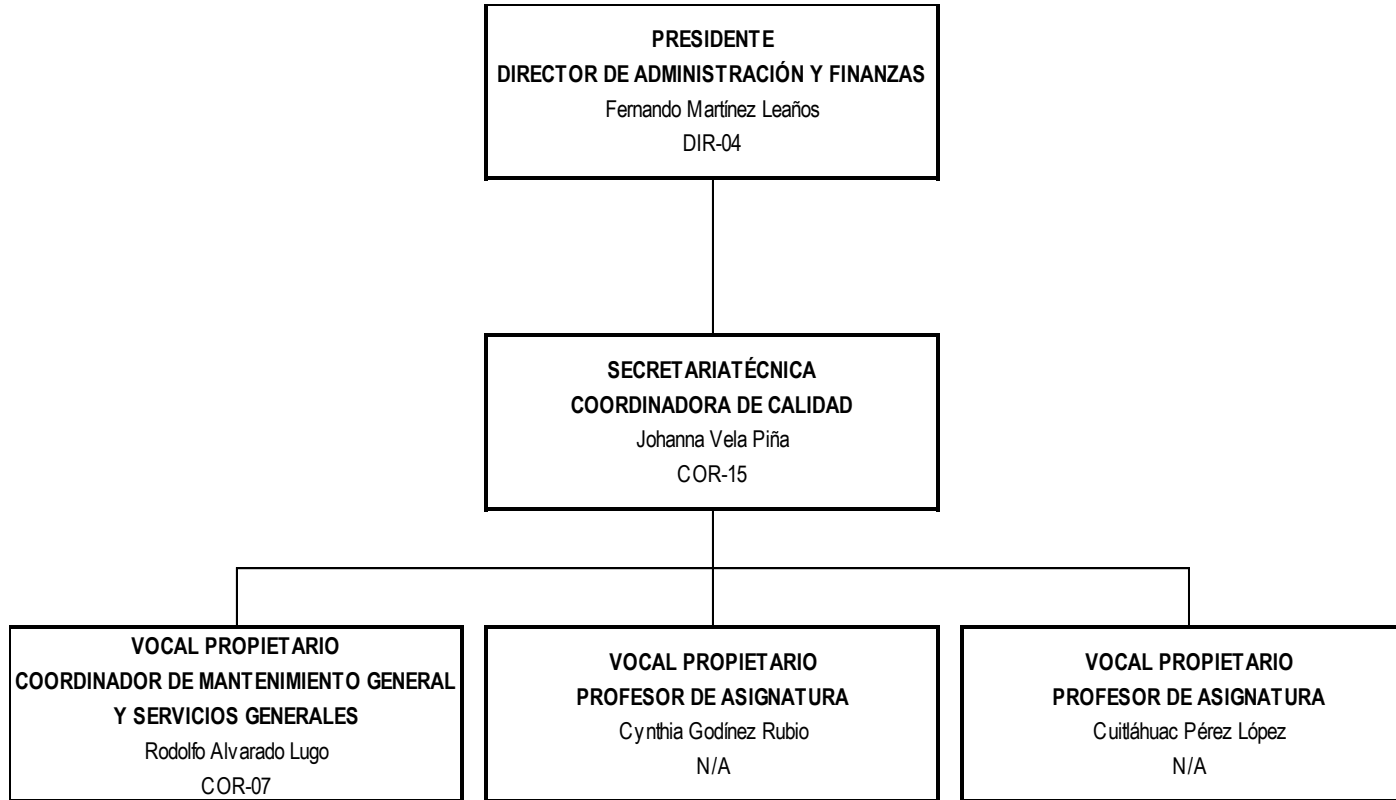 PRESIDENTE
DIRECTOR DE ADMINISTRACIÓN Y FINANZAS
Fernando Martínez Leaños
DIR-04
SECRETARIATÉCNICA
COORDINADORA DE CALIDAD
Johanna Vela Piña
COR-15
VOCAL PROPIETARIO
COORDINADOR DE MANTENIMIENTO GENERAL
Y SERVICIOS GENERALES
Rodolfo Alvarado Lugo
COR-07
VOCAL PROPIETARIO
PROFESOR DE ASIGNATURA
Cynthia Godínez Rubio
N/A
VOCAL PROPIETARIO
PROFESOR DE ASIGNATURA
Cuitláhuac Pérez López
N/A